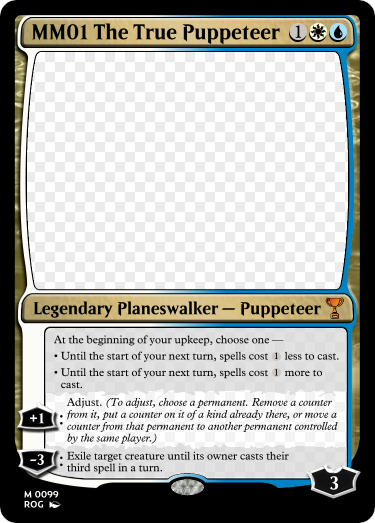 MM01 The True Puppeteer 1
Legendary Planeswalker — Puppeteer
At the beginning of your upkeep, choose one —
• Until the start of your next turn, spells cost 1 less to cast.
• Until the start of your next turn, spells cost 1 more to
cast.
Adjust. (To adjust, choose a permanent. Remove a counter
+1 : from it, put a counter on it of a kind already there, or move a
counter from that permanent to another permanent controlled
by the same player.)
-3 : Exile target creature until its owner casts their
third spell in a turn.
3
M 0099
ROG